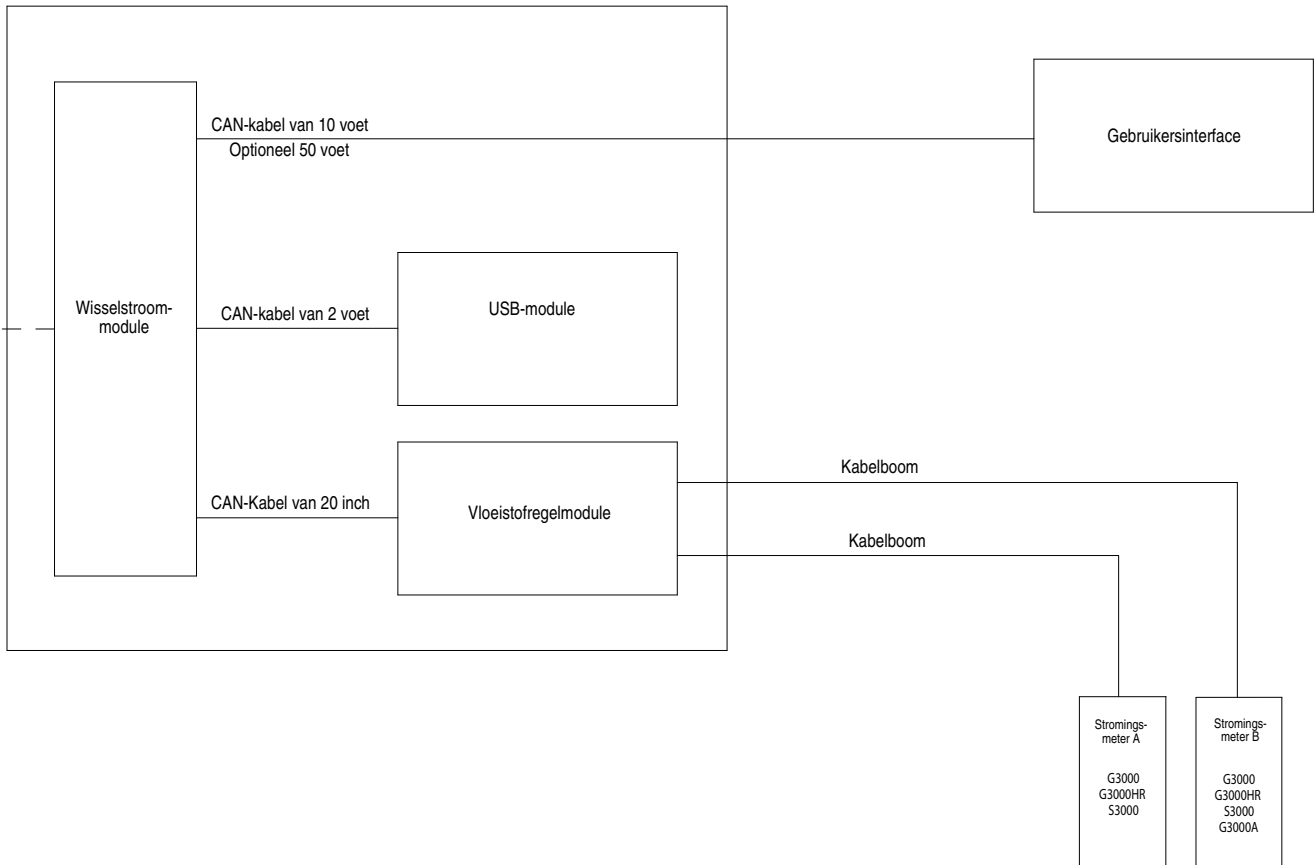 CAN-kabel van 10 voet
Optioneel 50 voet
Gebruikersinterface
Wisselstroom-
module
CAN-kabel van 2 voet
USB-module
CAN-Kabel van 20 inch
Vloeistofregelmodule
Kabelboom
Kabelboom
Stromings-
meter A
G3000
G3000HR
S3000
Stromings-
meter B
G3000
G3000HR
S3000
G3000A